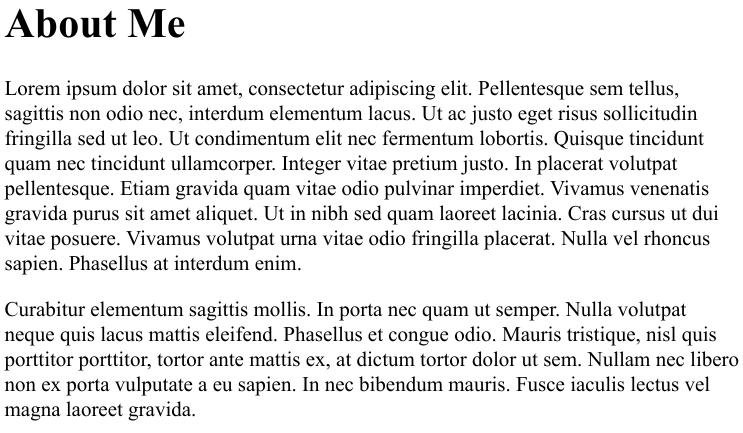 About Me
Lorem ipsum dolor sit amet, consectetur adipiscing elit. Pellentesque sem tellus,
sagittis non odio nec, interdum elementum lacus. Ut ac justo eget risus sollicitudin
fringilla sed ut leo. Ut condimentum elit nec fermentum lobortis. Quisque tincidunt
quam nec tincidunt ullamcorper. Integer vitae pretium justo. In placerat volutpat
pellentesque. Etiam gravida quam vitae odio pulvinar imperdiet. Vivamus venenatis
gravida purus sit amet aliquet. Ut in nibh sed quam laoreet lacinia. Cras cursus ut dui
vitae posuere. Vivamus volutpat urna vitae odio fringilla placerat. Nulla vel rhoncus
sapien. Phasellus at interdum enim.
Curabitur elementum sagittis mollis. In porta nec quam ut semper. Nulla volutpat
neque quis lacus mattis eleifend. Phasellus et congue odio. Mauris tristique, nisl quis
porttitor porttitor, tortor ante mattis ex, at dictum tortor dolor ut sem. Nullam nec libero
non ex porta vulputate a eu sapien. In nec bibendum mauris. Fusce iaculis lectus vel
magna laoreet gravida.